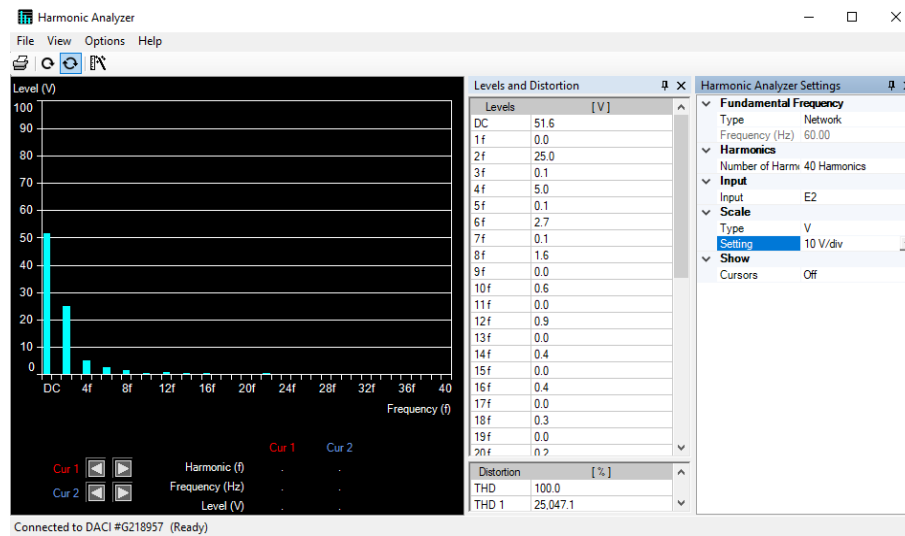 Harmonic Analyzer
File View Options Help
Level (V)
100
90
80
70
60
50
40
30
20
10
0
DC 4f 8f 12f 16f 20f 24f 28f 32f 36f 40
Frequency (f)
Cur 1 Cur 2
Cur 1 Harmonic (f) . .
Cur 2 Frequency (Hz) . .
Level (V) . .
Levels and Distortion
Levels [V]
DC 51.6
1f 0.0
2f 25.0
3f 0.1
4f 5.0
5f 0.1
6f 2.7
7f 0.1
8f 1.6
9f 0.0
10f 0.6
11f 0.0
12f 0.9
13f 0.0
14f 0.4
15f 0.0
16f 0.4
17f 0.0
18f 0.3
19f 0.0
20f 0.2
Distortion [%]
THD 100.0
THD 1 25,047.1
Harmonic Analyzer Settings
Fundamental Frequency
Type Network
Frequency (Hz) 60.00
Harmonics
Number of Harm 40 Harmonics
Input
Input E2
Scale
Type V
Setting 10 V/div
Show
Cursors Off
Connected to DACI #G218957 (Ready)